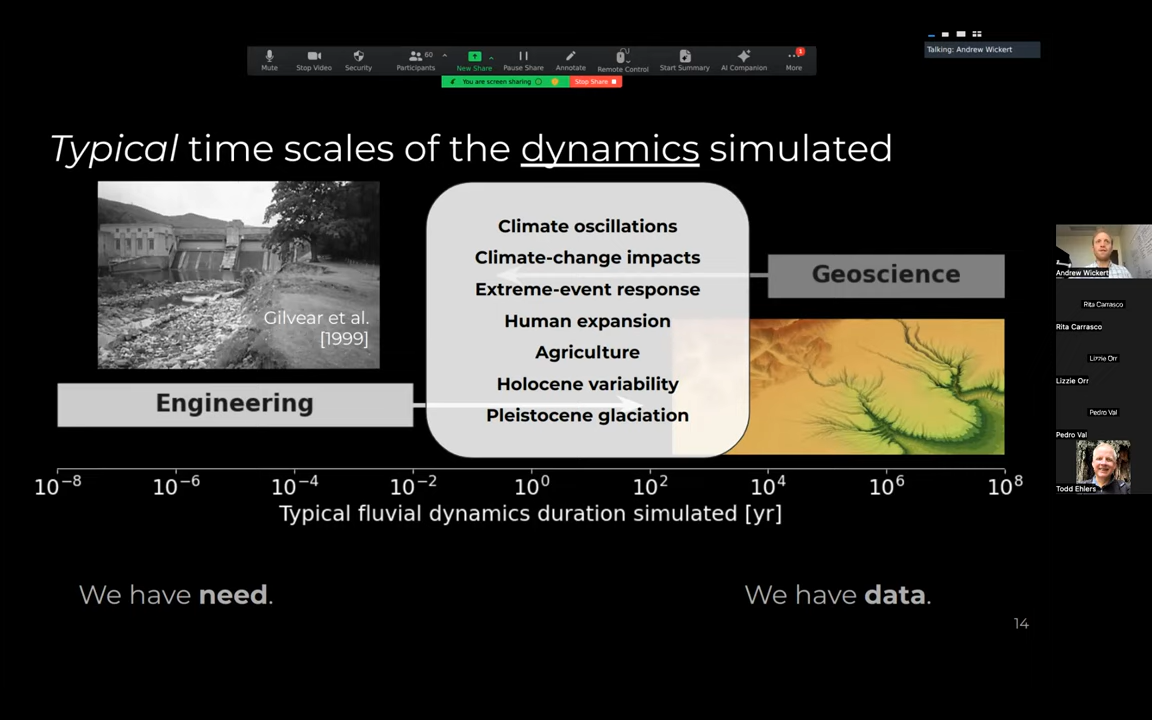 Talking: Andrew Wickert
60
1
Mute
Stop Video
Security
Participants
New Share
Pause Share
Annotate
Remote Control
Start Summary
AI Companion
More
You are screen sharing
Stop Share
Typical time scales of the dynamics simulated
Gilvear et al.
[1999]
Engineering
Climate oscillations
Climate-change impacts
Extreme-event response
Human expansion
Agriculture
Holocene variability
Pleistocene glaciation
Geoscience
10⁻⁸ 10⁻⁶ 10⁻⁴ 10⁻² 10⁰ 10² 10⁴ 10⁶ 10⁸
Typical fluvial dynamics duration simulated [yr]
We have need.
We have data.
14
Andrew Wickert
Rita Carrasco
Rita Carrasco
Lizzie Orr
Lizzie Orr
Pedro Val
Pedro Val
Todd Ehlers